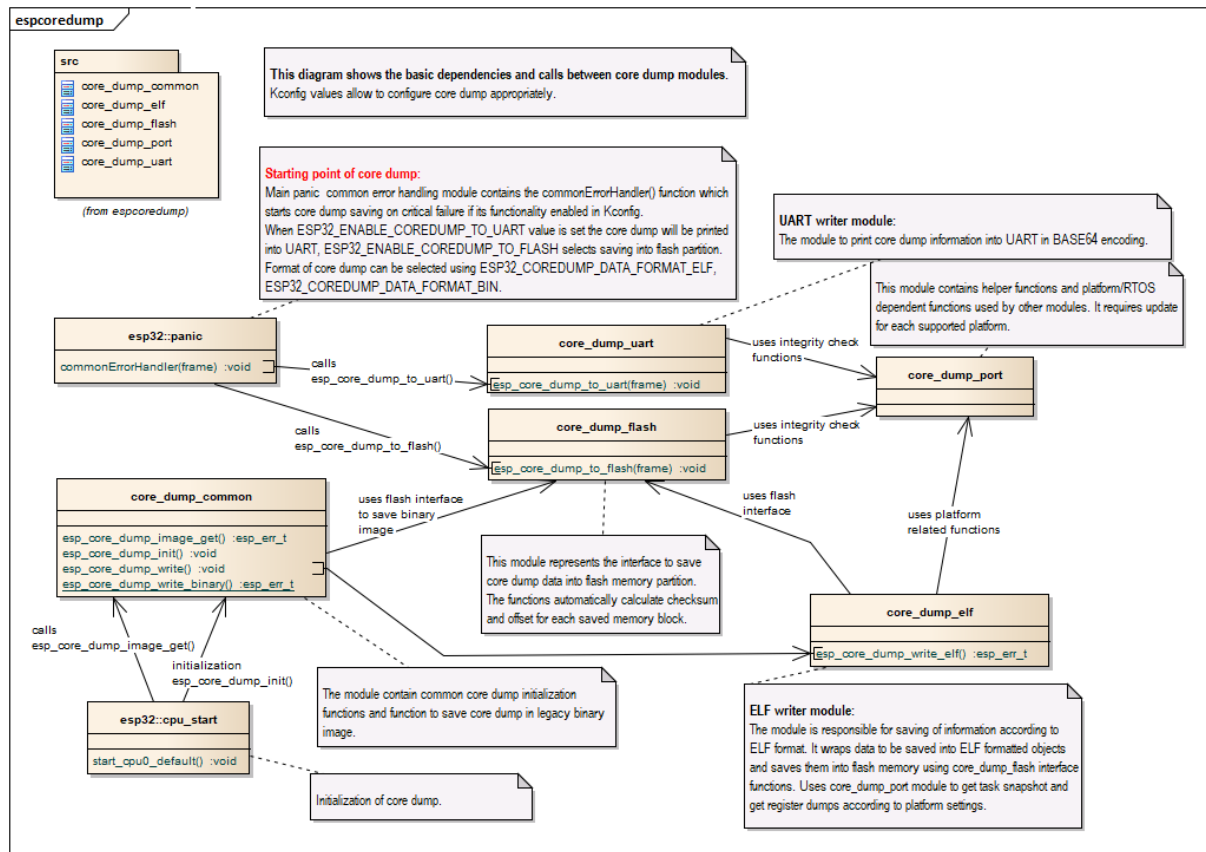 espcoredump
src
core_dump_common
core_dump_elf
core_dump_flash
core_dump_port
core_dump_uart
(from espcoredump)
This diagram shows the basic dependencies and calls between core dump modules.
Kconfig values allow to configure core dump appropriately.
Starting point of core dump:
Main panic common error handling module contains the commonErrorHandler() function which
starts core dump saving on critical failure if its functionality enabled in Kconfig.
When ESP32_ENABLE_COREDUMP_TO_UART value is set the core dump will be printed
into UART, ESP32_ENABLE_COREDUMP_TO_FLASH selects saving into flash partition.
Format of core dump can be selected using ESP32_COREDUMP_DATA_FORMAT_ELF,
ESP32_COREDUMP_DATA_FORMAT_BIN.
UART writer module:
The module to print core dump information into UART in BASE64 encoding.
This module contains helper functions and platform/RTOS
dependent functions used by other modules. It requires update
for each supported platform.
esp32::panic
commonErrorHandler(frame) :void
calls
esp_core_dump_to_uart()
core_dump_uart
esp_core_dump_to_uart(frame) :void
uses integrity check
functions
core_dump_port
calls
esp_core_dump_to_flash()
core_dump_flash
esp_core_dump_to_flash(frame) :void
uses integrity check
functions
core_dump_common
esp_core_dump_image_get() :esp_err_t
esp_core_dump_init() :void
esp_core_dump_write() :void
esp_core_dump_write_binary() :esp_err_t
uses flash interface
to save binary
image
uses flash
interface
uses platform
related functions
This module represents the interface to save
core dump data into flash memory partition.
The functions automatically calculate checksum
and offset for each saved memory block.
core_dump_elf
esp_core_dump_write_elf() :esp_err_t
calls
esp_core_dump_image_get()
initialization
esp_core_dump_init()
The module contain common core dump initialization
functions and function to save core dump in legacy binary
image.
esp32::cpu_start
start_cpu0_default() :void
Initialization of core dump.
ELF writer module:
The module is responsible for saving of information according to
ELF format. It wraps data to be saved into ELF formatted objects
and saves them into flash memory using core_dump_flash interface
functions. Uses core_dump_port module to get task snapshot and
get register dumps according to platform settings.